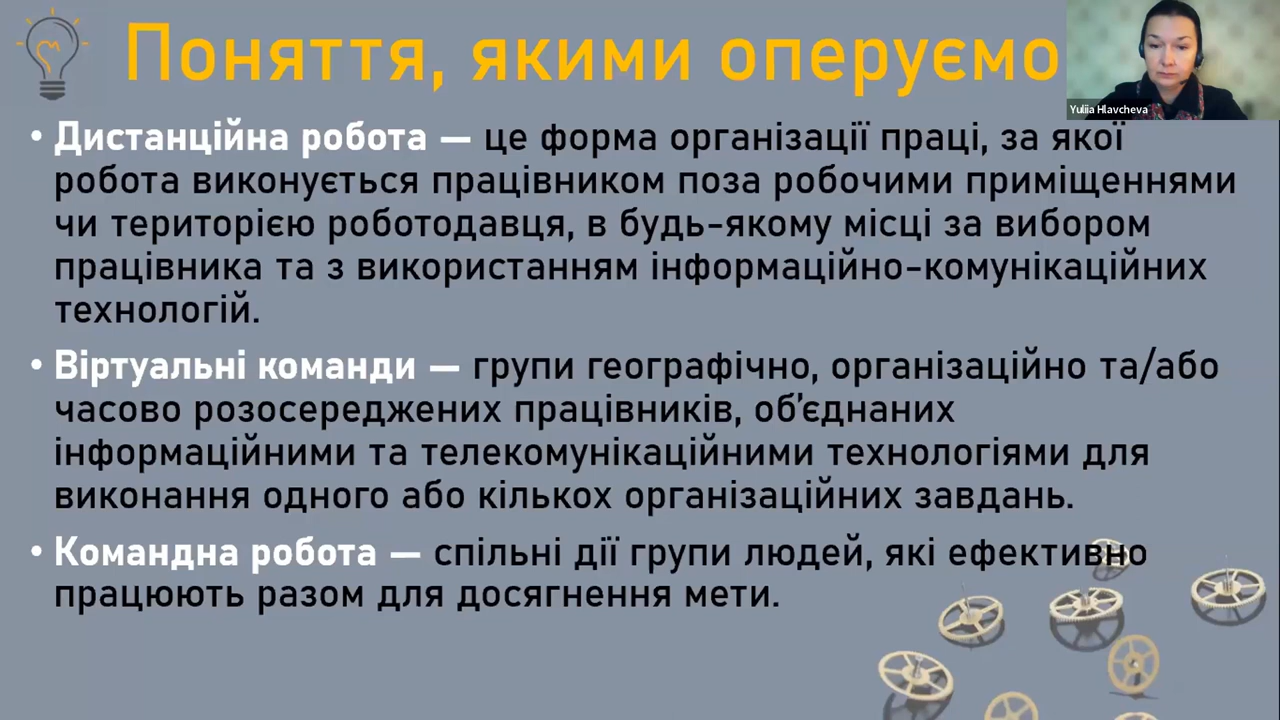 Поняття, якими оперуємо
Yuliia Hlavcheva
• Дистанційна робота — це форма організації праці, за якої
робота виконується працівником поза робочими приміщеннями
чи територією роботодавця, в будь-якому місці за вибором
працівника та з використанням інформаційно-комунікаційних
технологій.
• Віртуальні команди — групи географічно, організаційно та/або
часово розосереджених працівників, об’єднаних
інформаційними та телекомунікаційними технологіями для
виконання одного або кількох організаційних завдань.
• Командна робота — спільні дії групи людей, які ефективно
працюють разом для досягнення мети.